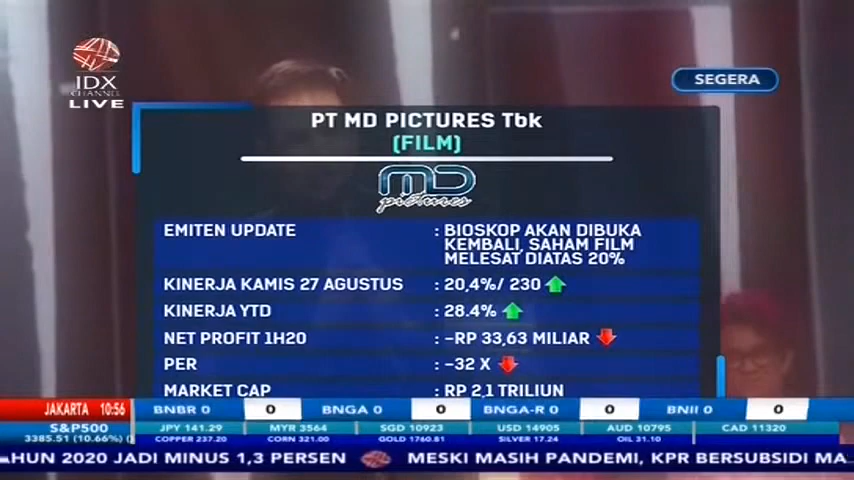 IDX
CHANNEL
LIVE
SEGERA
PT MD PICTURES Tbk
(FILM)
MD
pictures
EMITEN UPDATE : BIOSKOP AKAN DIBUKA
KEMBALI, SAHAM FILM
MELESAT DIATAS 20%
KINERJA KAMIS 27 AGUSTUS : 20,4%/ 230
KINERJA YTD : 28.4%
NET PROFIT 1H20 : -RP 33,63 MILIAR
PER : -32 X
MARKET CAP : RP 2,1 TRILIUN
JAKARTA 10:56 BNBR 0 0 BNGA 0 0 BNGA-R 0 0 BNII 0 0
S&P500 JPY 141.29 MYR 3564 SGD 10923 USD 14905 AUD 10795 CAD 11320
3385.51 (10.66%) COPPER 237.20 CORN 321.00 GOLD 1760.81 SILVER 17.24 OIL 31.10
AHUN 2020 JADI MINUS 1,3 PERSEN MESKI MASIH PANDEMI, KPR BERSUBSIDI MA